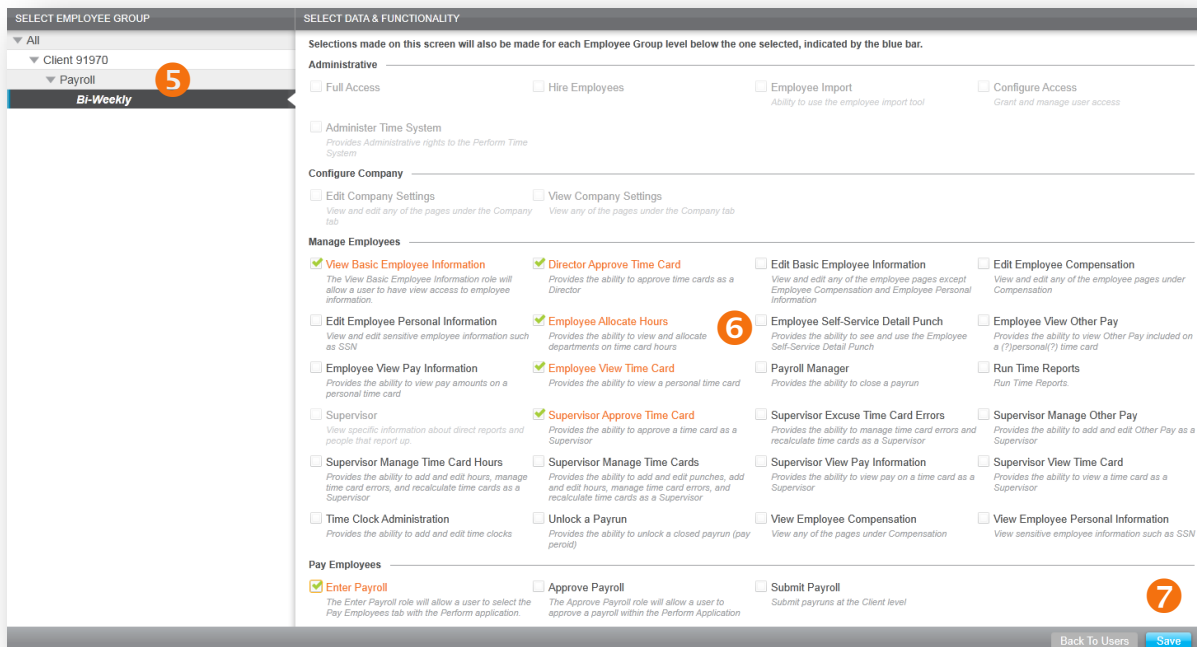 SELECT EMPLOYEE GROUP
SELECT DATA & FUNCTIONALITY
All
Client 91970
Payroll
5
Bi-Weekly
Selections made on this screen will also be made for each Employee Group level below the one selected, indicated by the blue bar.
Administrative
Full Access
Hire Employees
Employee Import
Ability to use the employee import tool
Configure Access
Grant and manage user access
Administer Time System
Provides Administrative rights to the Perform Time
System
Configure Company
Edit Company Settings
View and edit any of the pages under the Company
tab
View Company Settings
View any of the pages under the Company tab
Manage Employees
View Basic Employee Information
The View Basic Employee Information role will
allow a user to have view access to employee
information.
Director Approve Time Card
Provides the ability to approve time cards as a
Director
Edit Basic Employee Information
View and edit any of the employee pages except
Employee Compensation and Employee Personal
Information
Edit Employee Compensation
View and edit any of the employee pages under
Compensation
Edit Employee Personal Information
View and edit sensitive employee information such
as SSN
Employee Allocate Hours
Provides the ability to view and allocate
departments on time card hours
6
Employee Self-Service Detail Punch
Provides the ability to see and use the Employee
Self-Service Detail Punch
Employee View Other Pay
Provides the ability to view Other Pay included on
a (?)personal(?) time card
Employee View Pay Information
Provides the ability to view pay amounts on a
personal time card
Employee View Time Card
Provides the ability to view a personal time card
Payroll Manager
Provides the ability to close a payrun
Run Time Reports
Run Time Reports.
Supervisor
View specific information about direct reports and
people that report up.
Supervisor Approve Time Card
Provides the ability to approve a time card as a
Supervisor
Supervisor Excuse Time Card Errors
Provides the ability to manage time card errors and
recalculate time cards as a Supervisor
Supervisor Manage Other Pay
Provides the ability to add and edit Other Pay as a
Supervisor
Supervisor Manage Time Card Hours
Provides the ability to add and edit hours, manage
time card errors, and recalculate time cards as a
Supervisor
Supervisor Manage Time Cards
Provides the ability to add and edit punches, add
and edit hours, manage time card errors, and
recalculate time cards as a Supervisor
Supervisor View Pay Information
Provides the ability to view pay on a time card as a
Supervisor
Supervisor View Time Card
Provides the ability to view a time card as a
Supervisor
Time Clock Administration
Provides the ability to add and edit time clocks
Unlock a Payrun
Provides the ability to unlock a closed payrun (pay
peroid)
View Employee Compensation
View any of the pages under Compensation
View Employee Personal Information
View sensitive employee information such as SSN
Pay Employees
Enter Payroll
The Enter Payroll role will allow a user to select the
Pay Employees tab with the Perform application.
Approve Payroll
The Approve Payroll role will allow a user to
approve a payroll within the Perform Application
Submit Payroll
Submit payruns at the Client level
7
Back To Users
Save